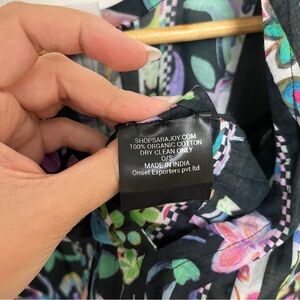 SHOPSARAJOY.COM
100% ORGANIC COTTON
DRY CLEAN ONLY
O/S
MADE IN INDIA
Onset Exporters pvt.ltd.